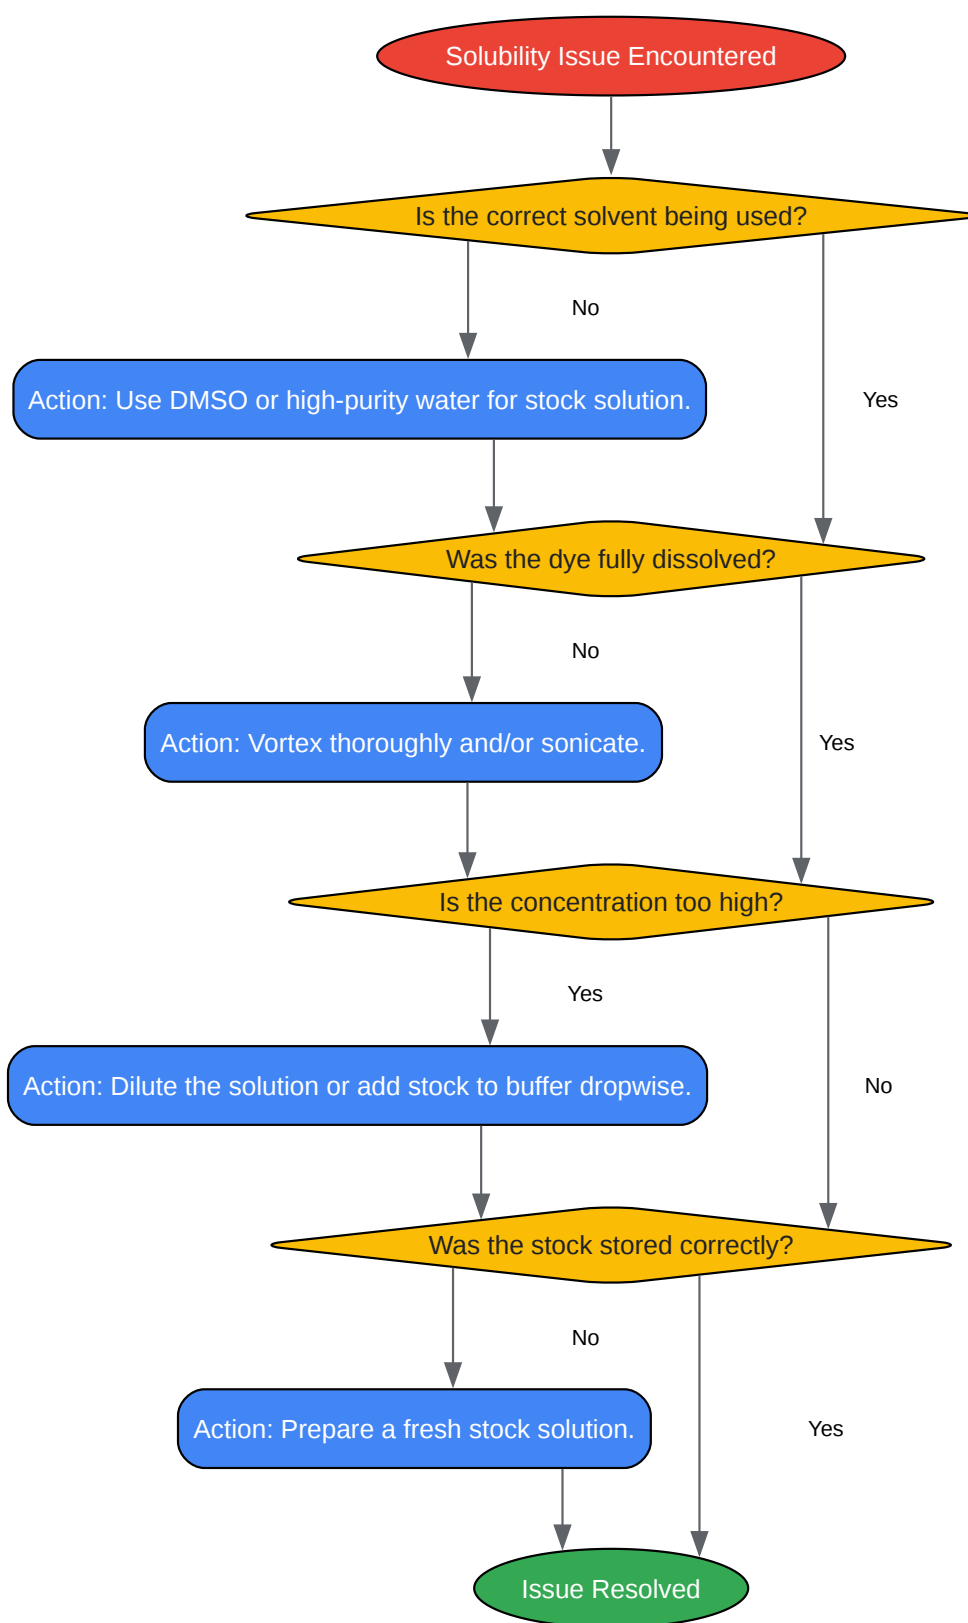 Solubility Issue Encountered
Is the correct solvent being used?
No
Action: Use DMSO or high-purity water for stock solution.
Yes
Was the dye fully dissolved?
No
Action: Vortex thoroughly and/or sonicate.
Yes
Is the concentration too high?
Yes
Action: Dilute the solution or add stock to buffer dropwise.
No
Was the stock stored correctly?
No
Action: Prepare a fresh stock solution.
Yes
Issue Resolved